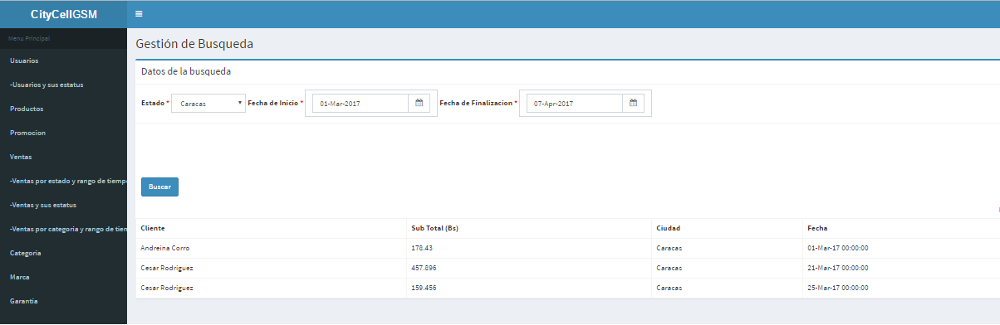 CityCellGSM
Menu Principal
Usuarios
-Usuarios y sus estatus
Productos
Promocion
Ventas
-Ventas por estado y rango de tiempo
-Ventas y sus estatus
-Ventas por categoria y rango de tiem
Categoria
Marca
Garantia
Gestión de Busqueda
Datos de la busqueda
Estado * Caracas Fecha de Inicio * 01-Mar-2017 Fecha de Finalizacion * 07-Apr-2017
Buscar
Cliente Sub Total (Bs) Ciudad Fecha
Andreina Corro 178.43 Caracas 01-Mar-17 00:00:00
Cesar Rodriguez 457.896 Caracas 21-Mar-17 00:00:00
Cesar Rodriguez 159.456 Caracas 25-Mar-17 00:00:00